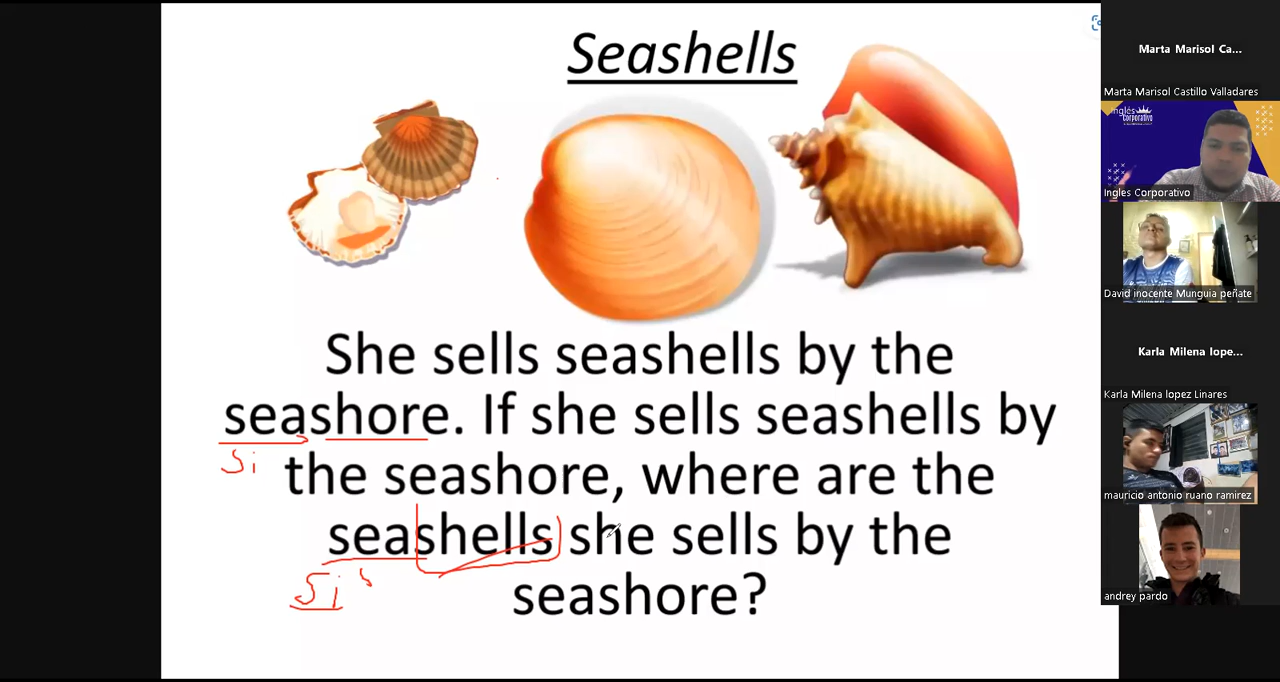 Seashells
She sells seashells by the
seashore. If she sells seashells by
Si
the seashore, where are the
seashells she sells by the
Si
seashore?
Marta Marisol Ca...
Marta Marisol Castillo Valladares
Inglés
Corporativo
Ingles Corporativo
David inocente Munguia peñate
Karla Milena lope...
Karla Milena lopez Linares
mauricio antonio ruano ramirez
andrey pardo